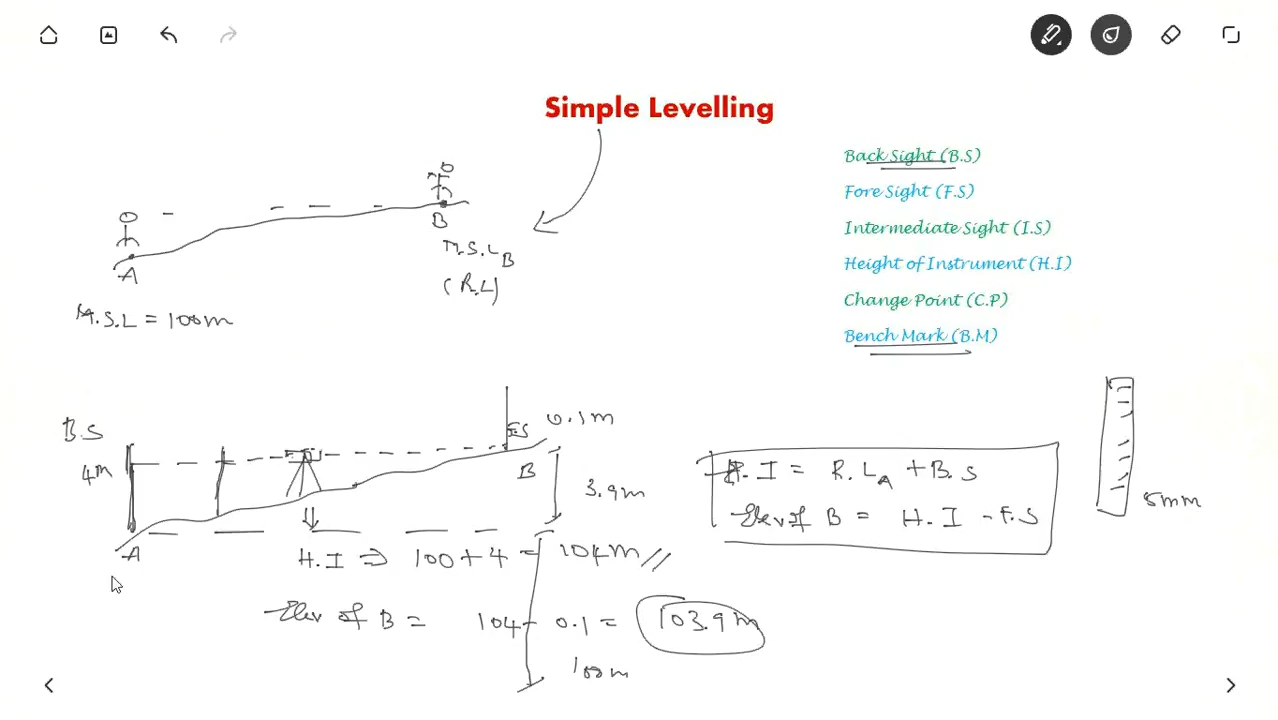 Simple Levelling
Back Sight (B.S)
Fore Sight (F.S)
Intermediate Sight (I.S)
Height of Instrument (H.I)
Change Point (C.P)
Bench Mark (B.M)
A
M.S.L = 100m
B
M.S.L B
(R.L)
B.S
4m
A
F.S
0.1m
B
3.9m
H.I ⇒ 100 + 4 = 104m //
Elev of B = 104 - 0.1 = 103.9m
100m
H.I = R.L A + B.S
Elev of B = H.I - F.S
5mm